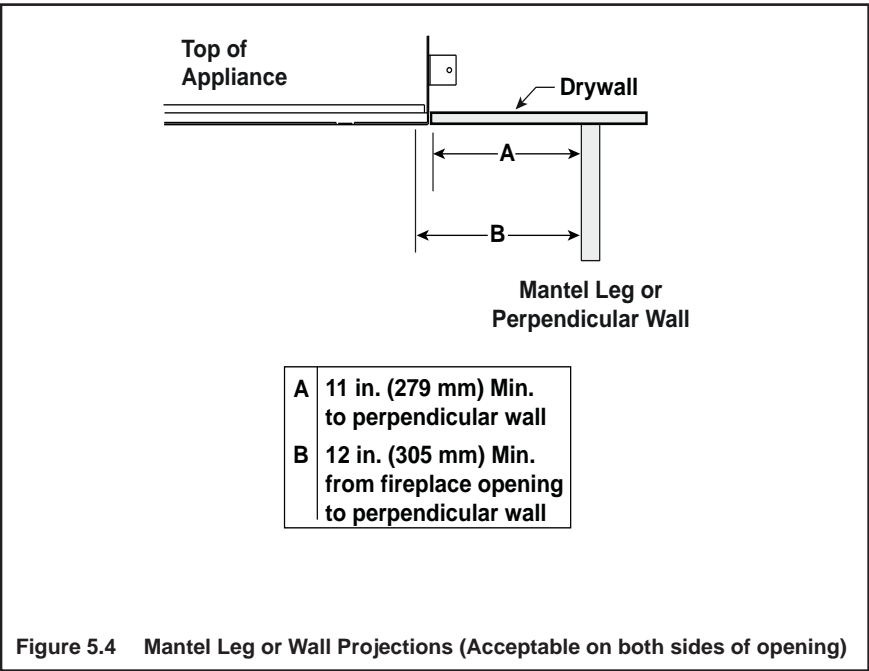 Top of
Appliance
Drywall
A
B
Mantel Leg or
Perpendicular Wall
A 11 in. (279 mm) Min.
to perpendicular wall
B 12 in. (305 mm) Min.
from fireplace opening
to perpendicular wall
Figure 5.4 Mantel Leg or Wall Projections (Acceptable on both sides of opening)